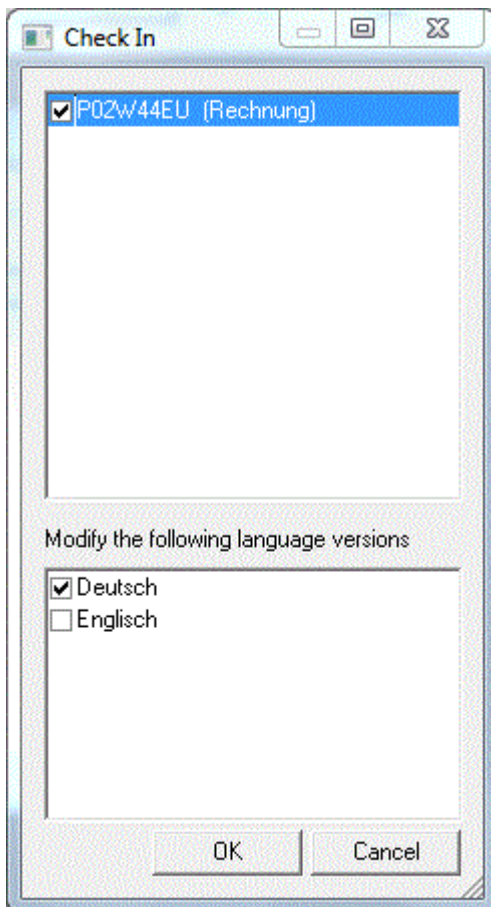 Check In
P02W44EU (Rechnung)
Modify the following language versions
Deutsch
Englisch
OK
Cancel